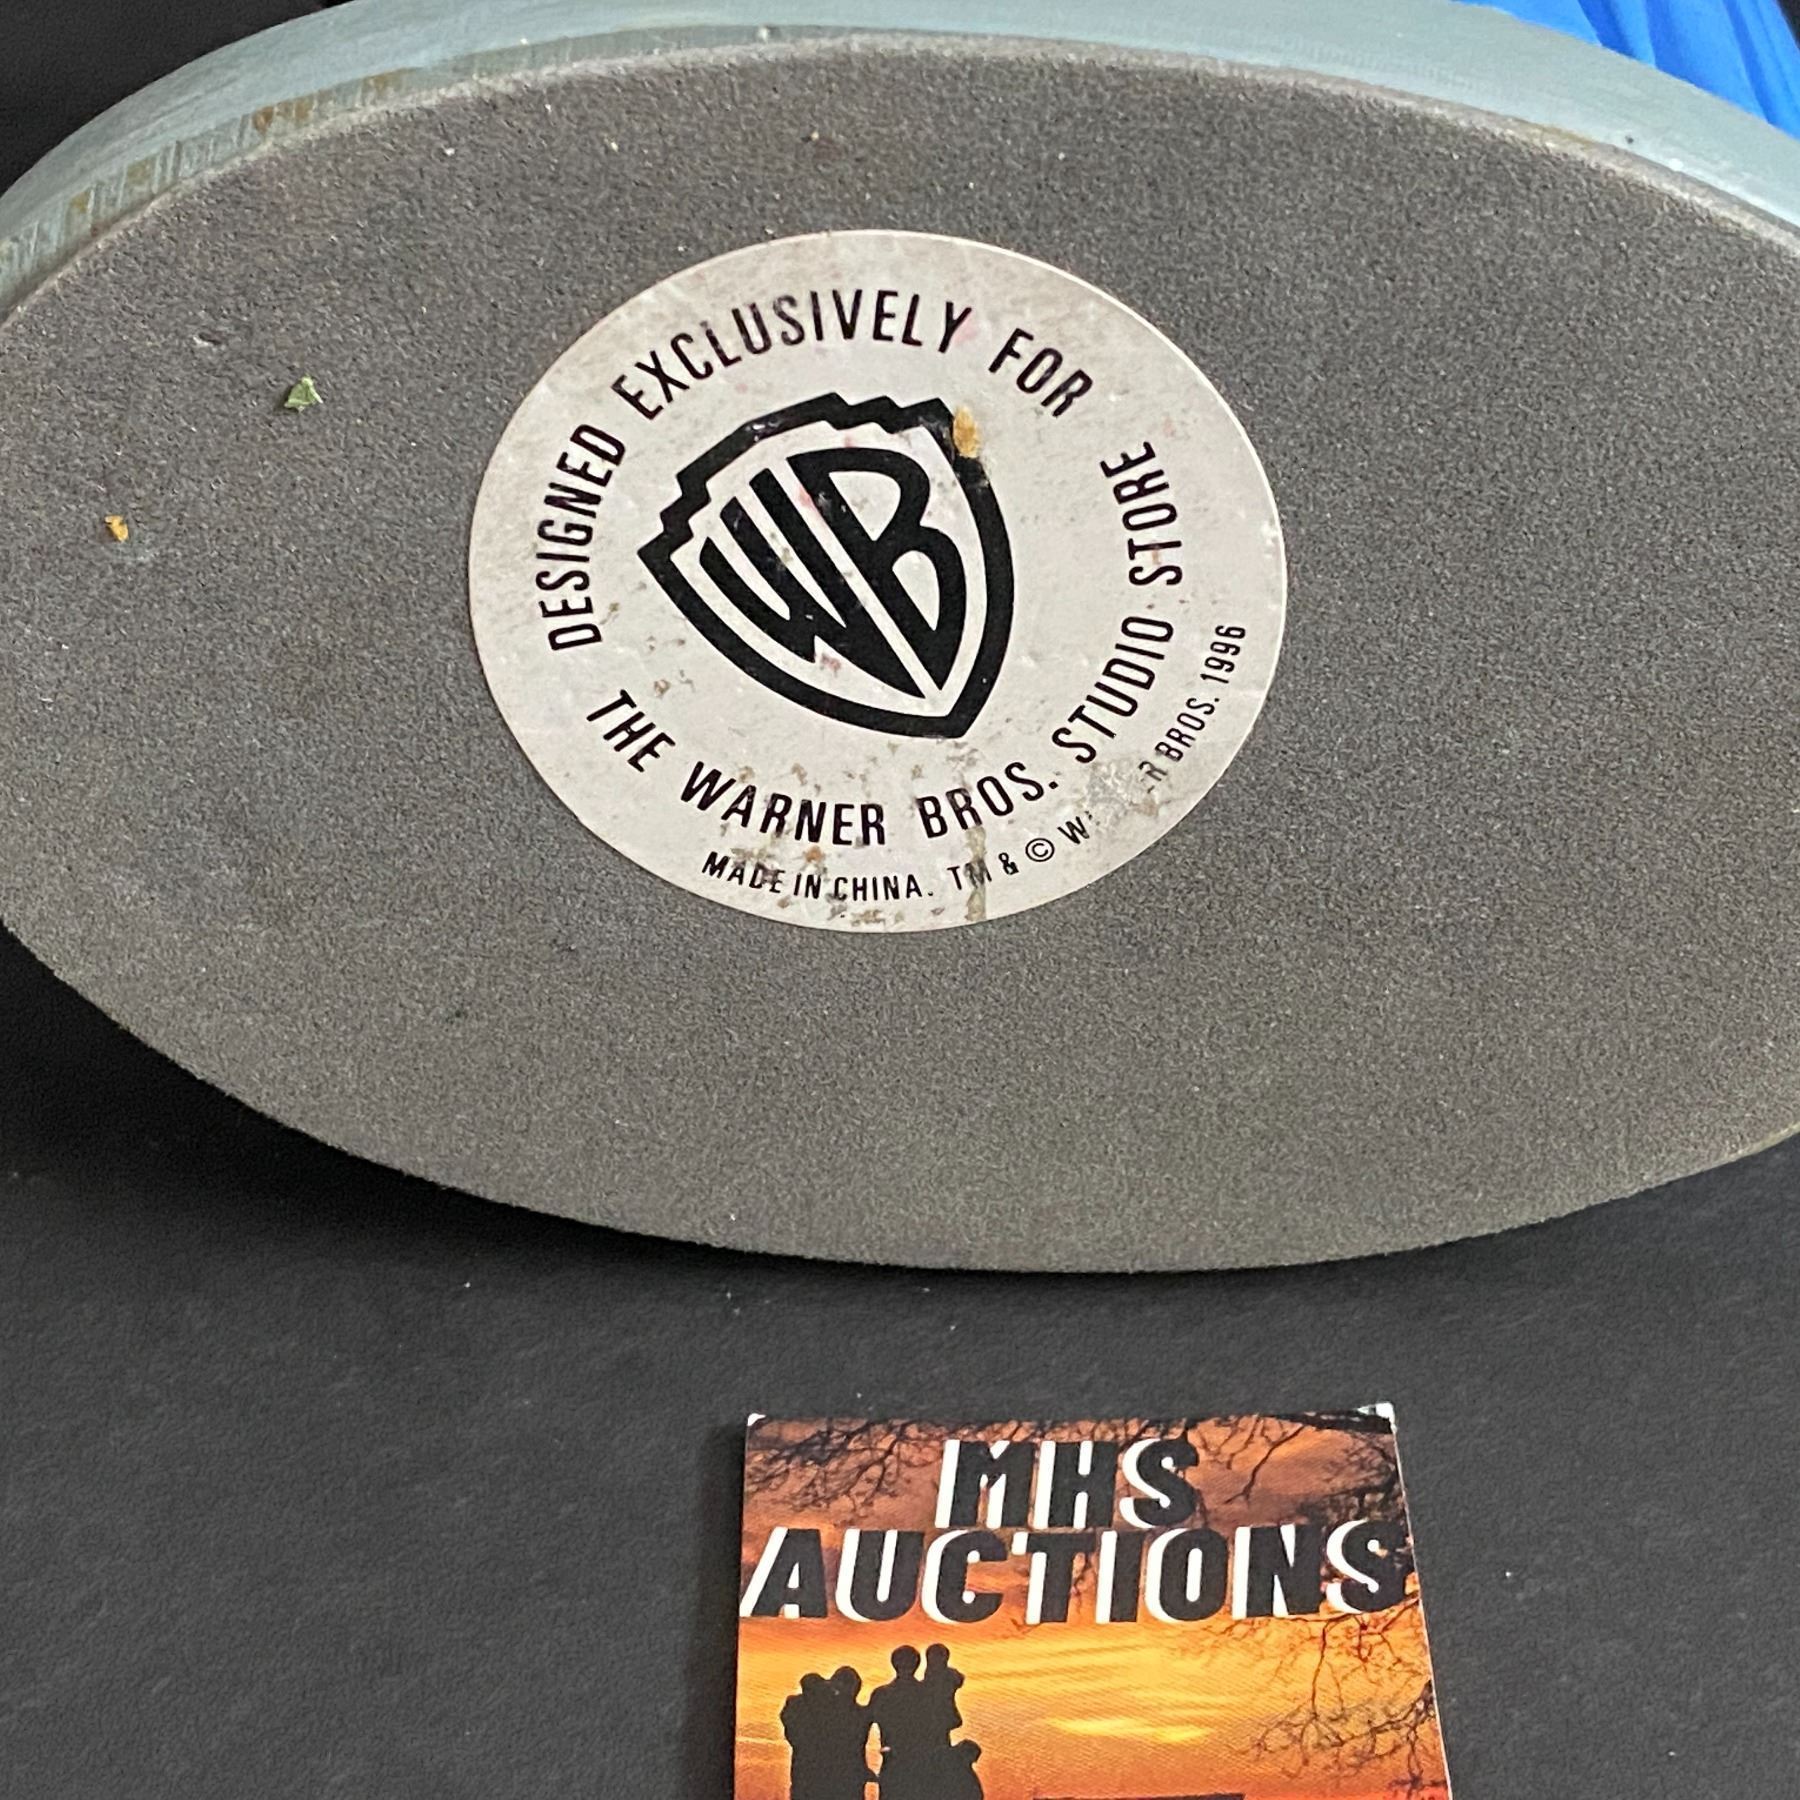 DESIGNED EXCLUSIVELY FOR
THE WARNER BROS. STUDIO STORE
WB
MADE IN CHINA. TM & © BROS. 1996
MHS
AUCTIONS